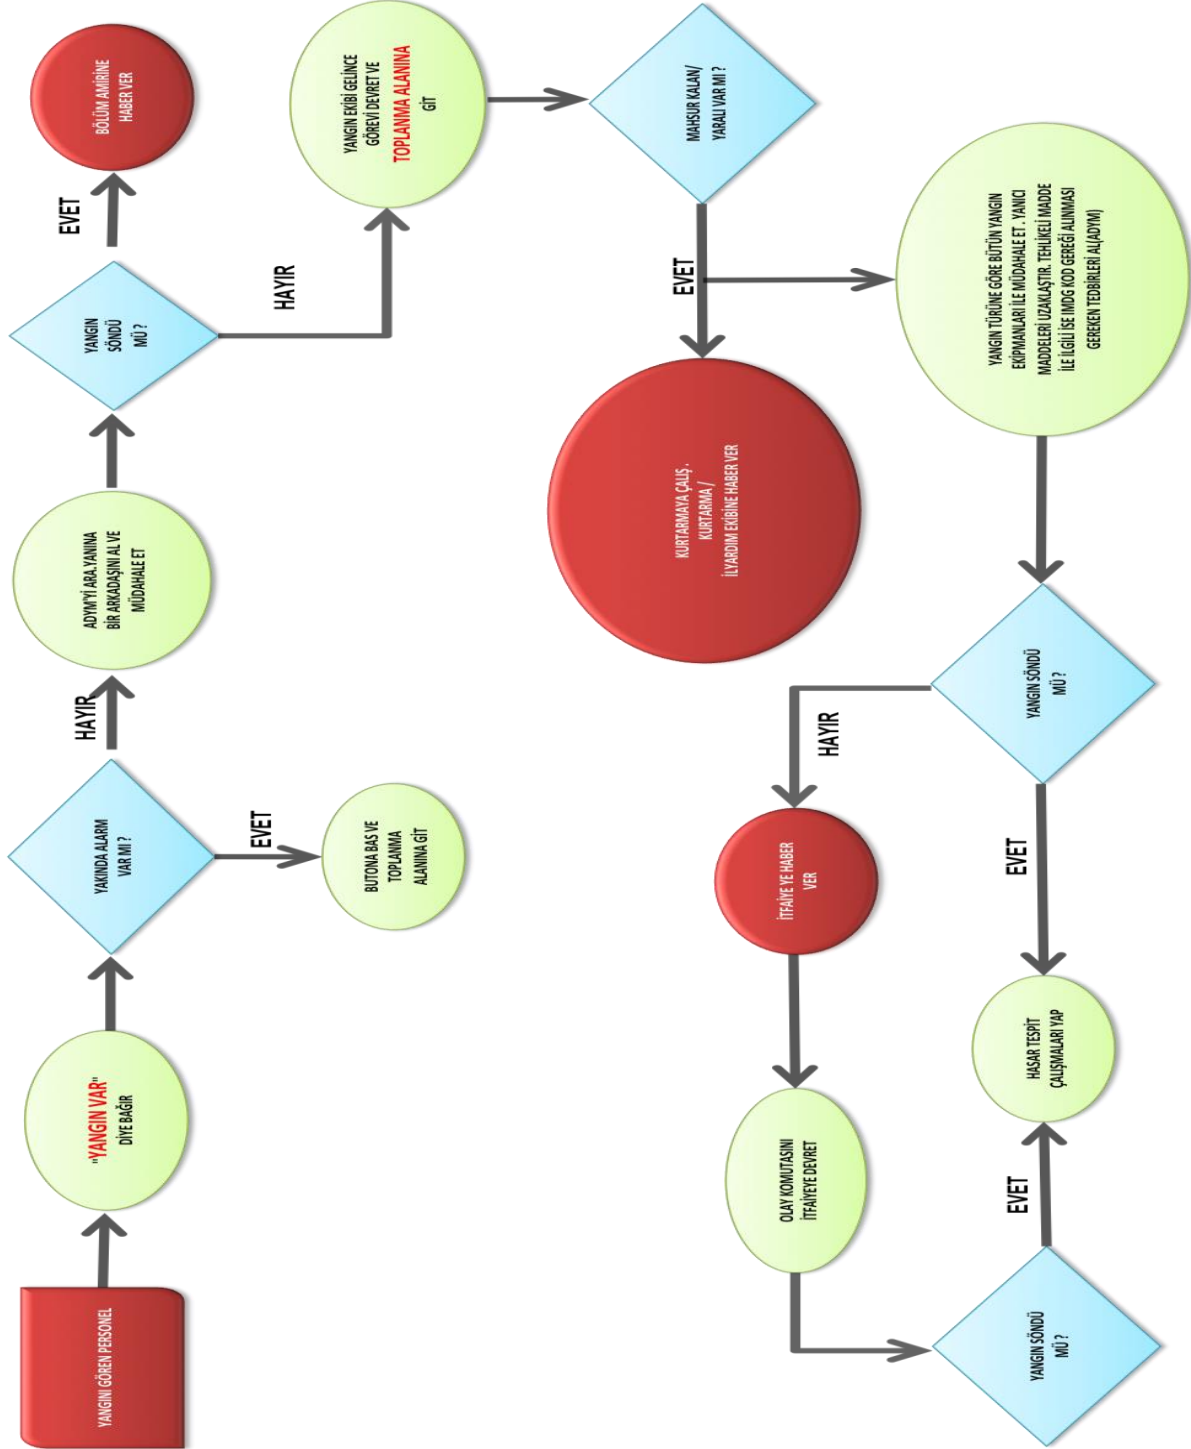 YANGINI GÖREN PERSONEL
"YANGIN VAR"
DİYE BAĞIR
YAKINDA ALARM
VAR MI ?
HAYIR
EVET
BUTONA BAS VE
TOPLANMA
ALANINA GİT
ADYM'Yİ ARA.YANINA
BİR ARKADAŞINI AL VE
MÜDAHALE ET
YANGIN
SÖNDÜ
MÜ ?
EVET
BÖLÜM AMİRİNE
HABER VER
HAYIR
YANGIN EKİBİ GELİNCE
GÖREVİ DEVRET VE
TOPLANMA ALANINA
GİT
MAHSUR KALAN/
YARALI VAR MI ?
EVET
KURTARMAYA ÇALIŞ .
KURTARMA /
İLYARDIM EKİBİNE HABER VER
YANGIN TÜRÜNE GÖRE BÜTÜN YANGIN
EKİPMANLARI İLE MÜDAHALE ET . YANICI
MADDELERİ UZAKLAŞTIR. TEHLİKELİ MADDE
İLE İLGİLİ İSE IMDG KOD GEREĞİ ALINMASI
GEREKEN TEDBİRLERİ AL(ADYM)
YANGIN SÖNDÜ
MÜ ?
HAYIR
İTFAİYE YE HABER
VER
OLAY KOMUTASINI
İTFAİYEYE DEVRET
EVET
HASAR TESPİT
ÇALIŞMALARI YAP
EVET
YANGIN SÖNDÜ
MÜ ?